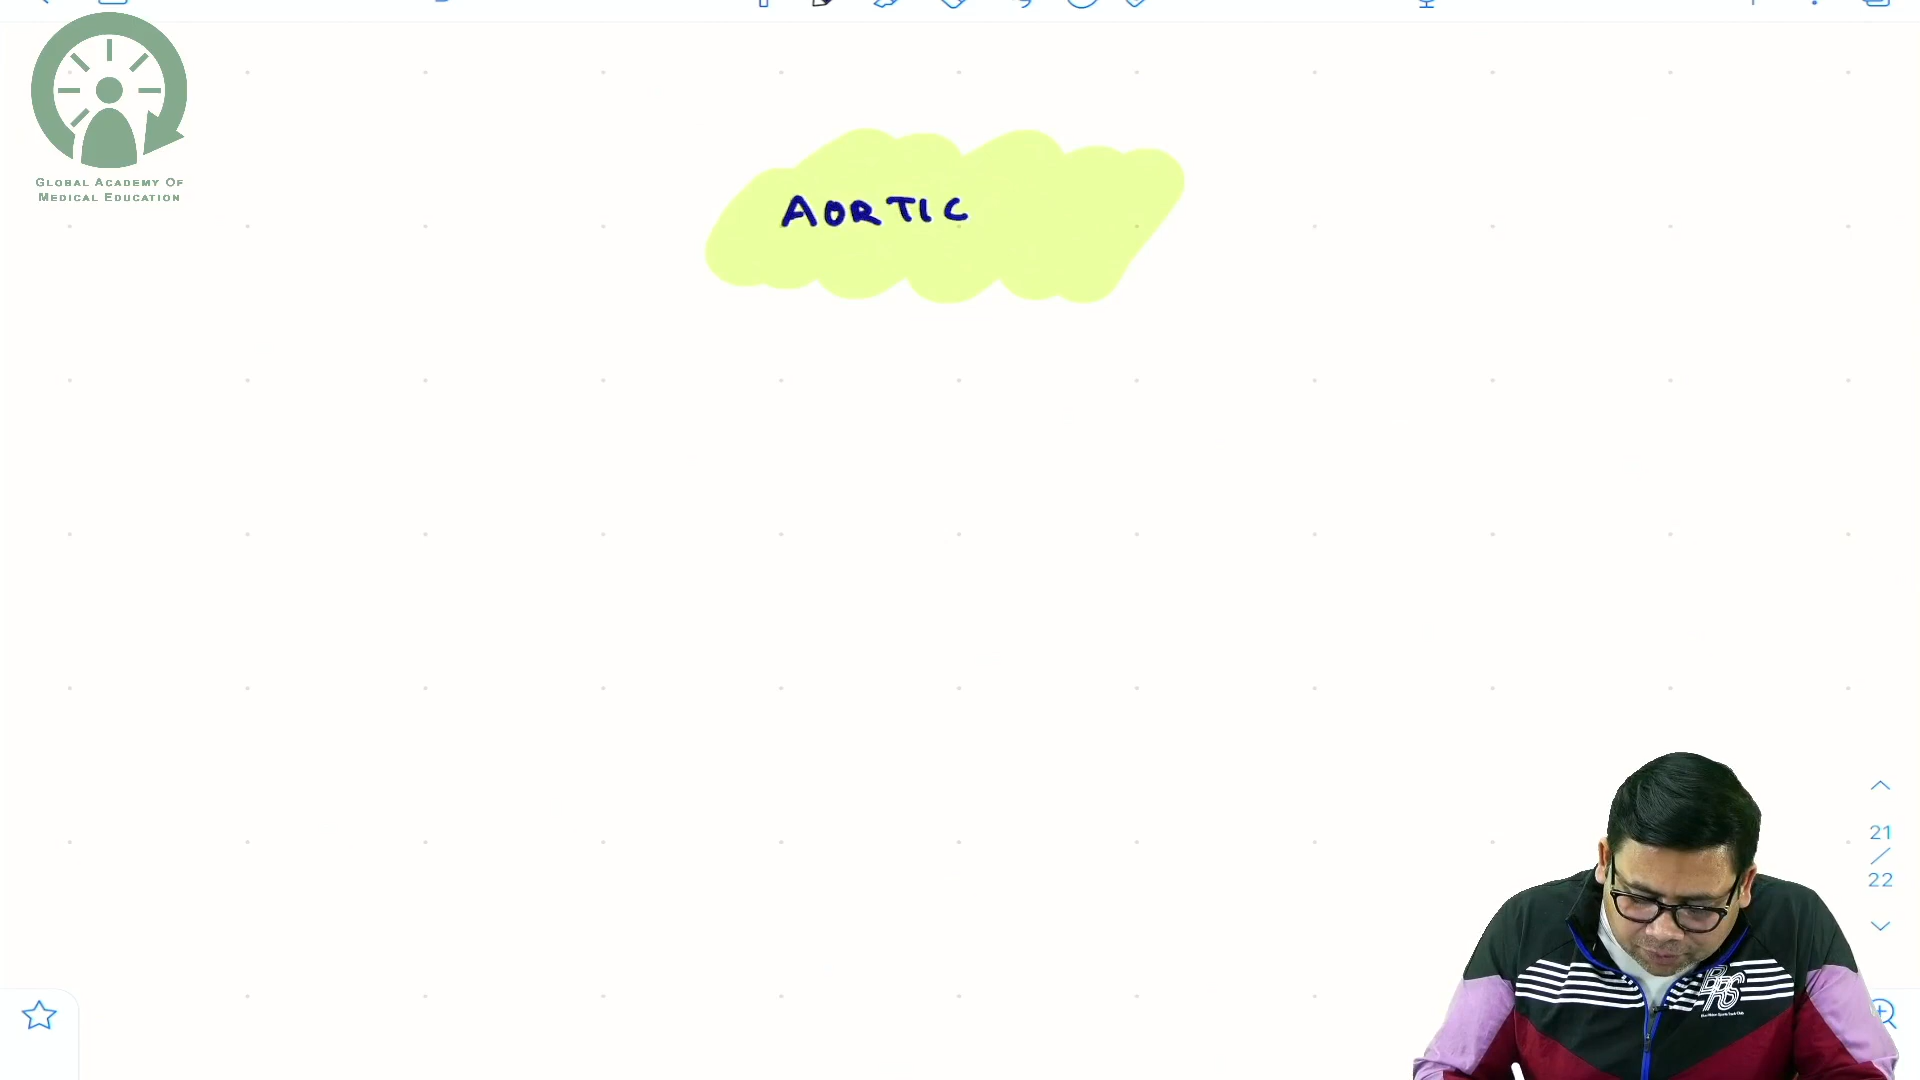 GLOBAL ACADEMY OF
MEDICAL EDUCATION
AORTIC
21
/
22